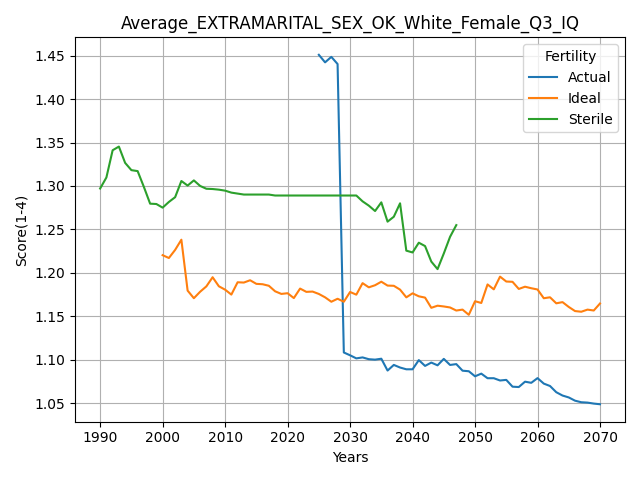 Average_EXTRAMARITAL_SEX_OK_White_Female_Q3_IQ
Fertility
Actual
Ideal
Sterile
Score(1-4)
1.45
1.40
1.35
1.30
1.25
1.20
1.15
1.10
1.05
1990 2000 2010 2020 2030 2040 2050 2060 2070
Years